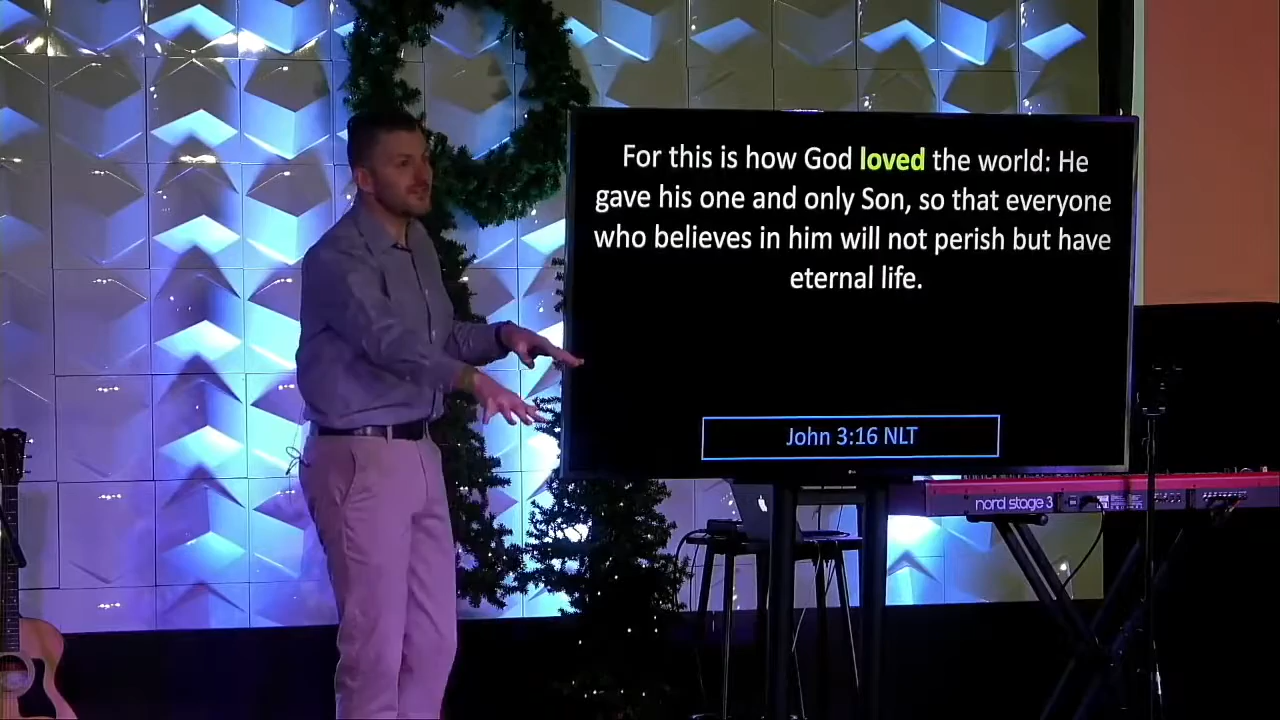 For this is how God loved the world: He
gave his one and only Son, so that everyone
who believes in him will not perish but have
eternal life.
John 3:16 NLT
LG
nord stage 3